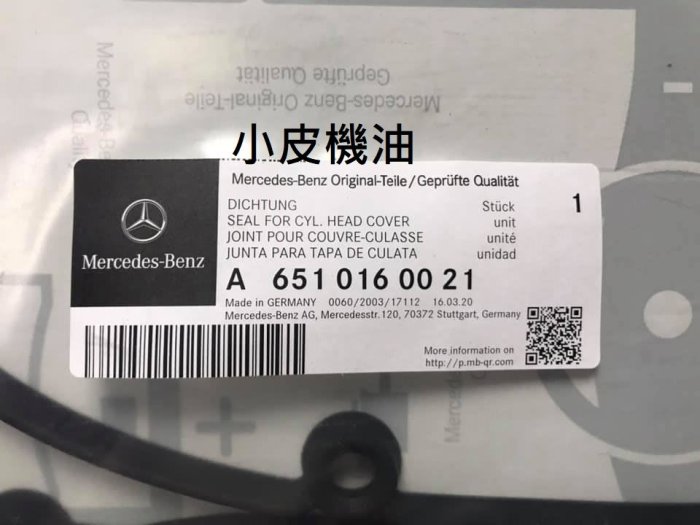 Geprüfte Qualität
Mercedes-Benz Original-Teile
小皮機油
Mercedes-Benz Original-Teile/Geprüfte Qualität
DICHTUNG Stück 1
SEAL FOR CYL. HEAD COVER unit
JOINT POUR COUVRE-CULASSE unité
JUNTA PARA TAPA DE CULATA unidad
Mercedes-Benz
A 651 016 00 21
Made in GERMANY 0060/2003/17112 16.03.20
Mercedes-Benz AG, Mercedesstr.120, 70372 Stuttgart, Germany
More information on
http://p.mb-qr.com